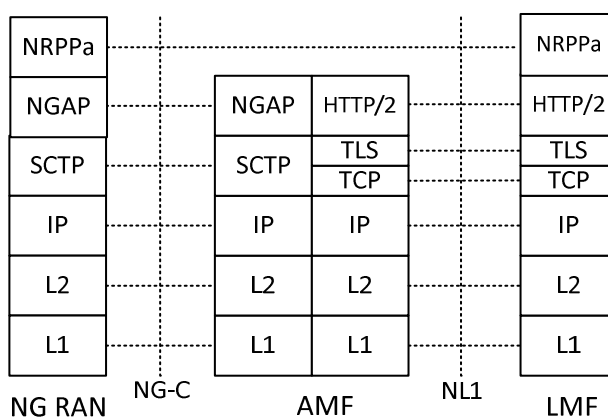 NRPPa NRPPa
NGAP NGAP HTTP/2 HTTP/2
SCTP SCTP TLS TLS
TCP TCP
IP IP IP IP
L2 L2 L2 L2
L1 L1 L1 L1
NG-C NL1
NG RAN AMF LMF